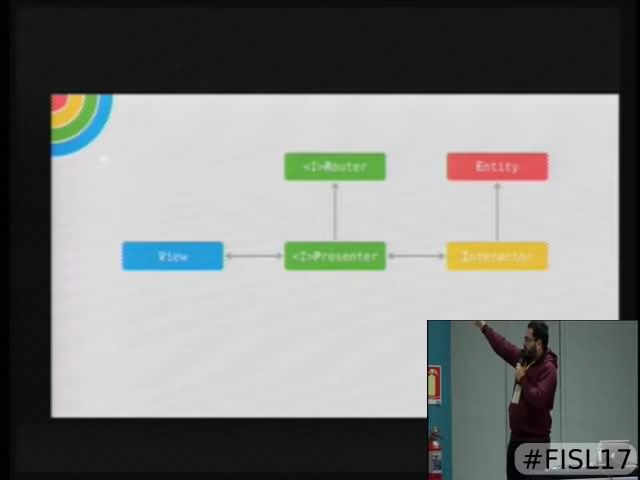 <I>Router
Entity
View
<I>Presenter
Interactor
#FISL17